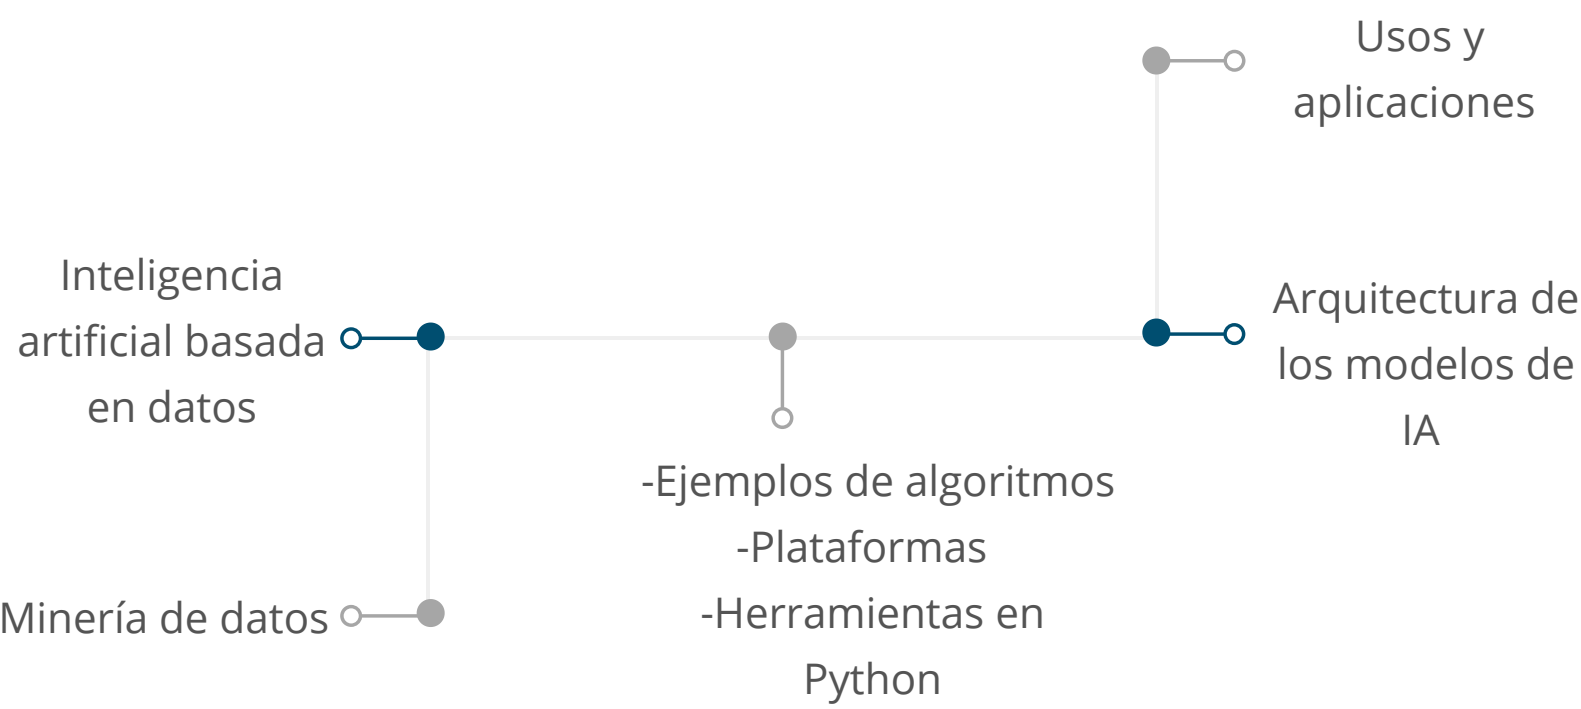 Usos y
aplicaciones
Inteligencia
artificial basada
en datos
Arquitectura de
los modelos de
IA
-Ejemplos de algoritmos
-Plataformas
-Herramientas en
Python
Minería de datos